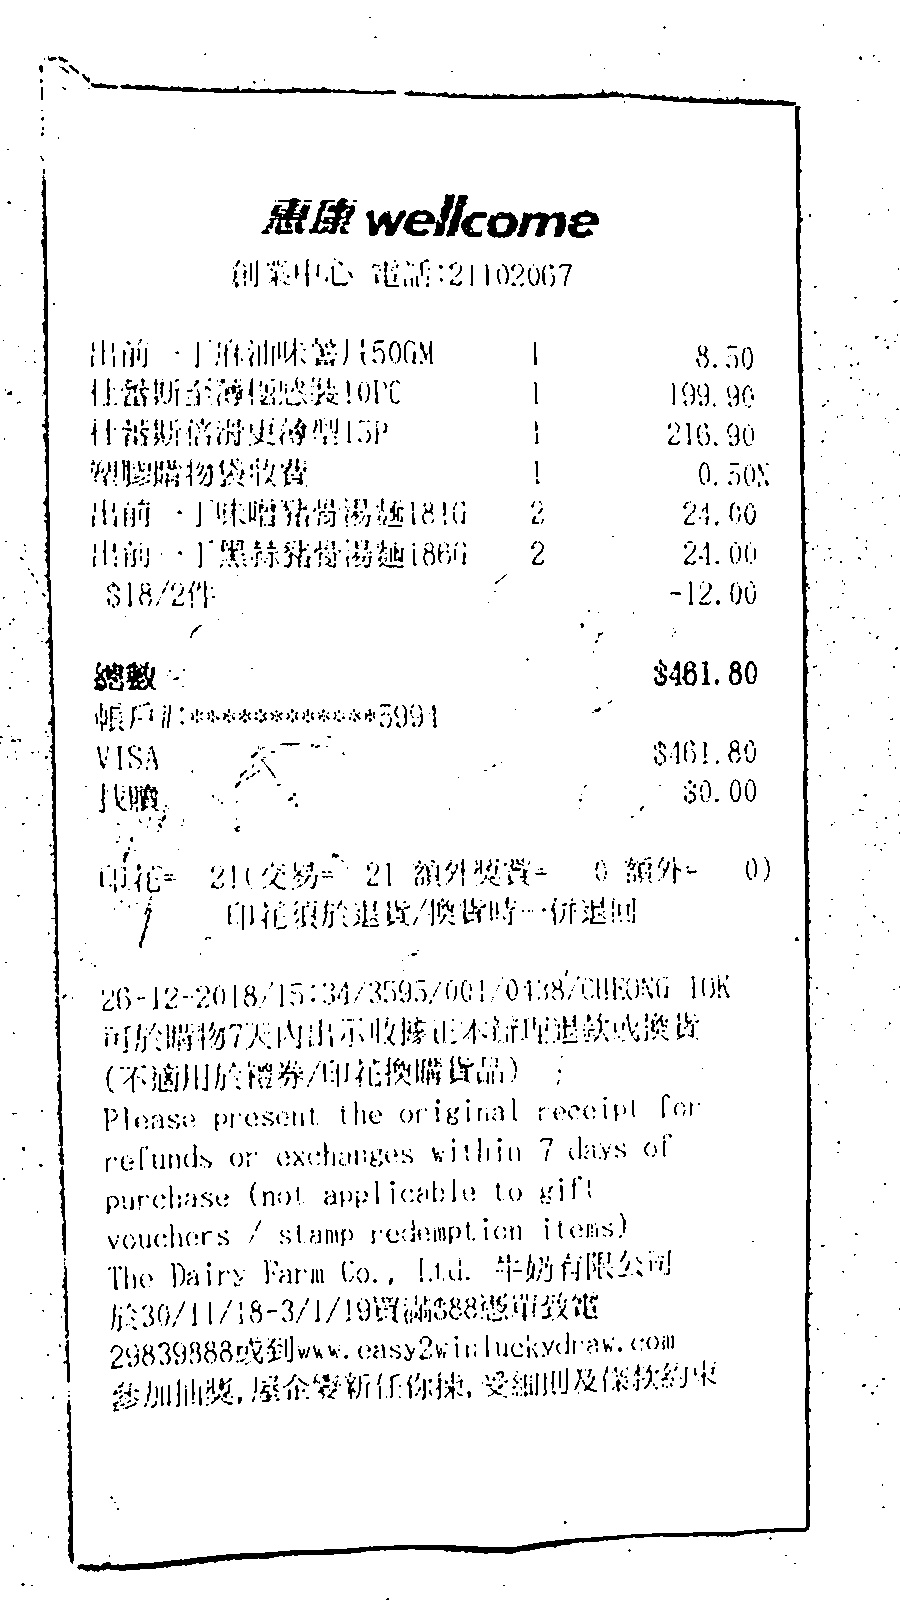 惠康 wellcome
創業中心 電話:21102067
出前一丁麻油味薯片50GM 1 8.50
杜蕾斯至薄極感裝10PC 1 199.90
杜蕾斯倍滑更薄型15P 1 216.90
塑膠購物袋收費 1 0.50N
出前一丁味噌豬骨湯麵181G 2 24.00
出前一丁黑蒜豬骨湯麵186G 2 24.00
$18/2件 -12.00
總數 $461.80
帳戶#:************5994
VISA $461.80
找贖 $0.00
印花= 21(交易= 21 額外獎賞= 0 額外= 0)
印花須於退貨/換貨時一併退回
26-12-2018/15:34/3595/001/0438/CHEONG
可於購物7天內出示收據正本辦理退款或換貨
(不適用於禮券/印花換購貨品)
Please present the original receipt for
refunds or exchanges within 7 days of
purchase (not applicable to gift
vouchers / stamp redemption items)
The Dairy Farm Co., Ltd. 牛奶有限公司
於30/11/18-3/1/19買滿$88憑單致電
29839888或到www.easy2winluckydraw.com
參加抽獎,屋企變新任你揀,受細則及條款約束